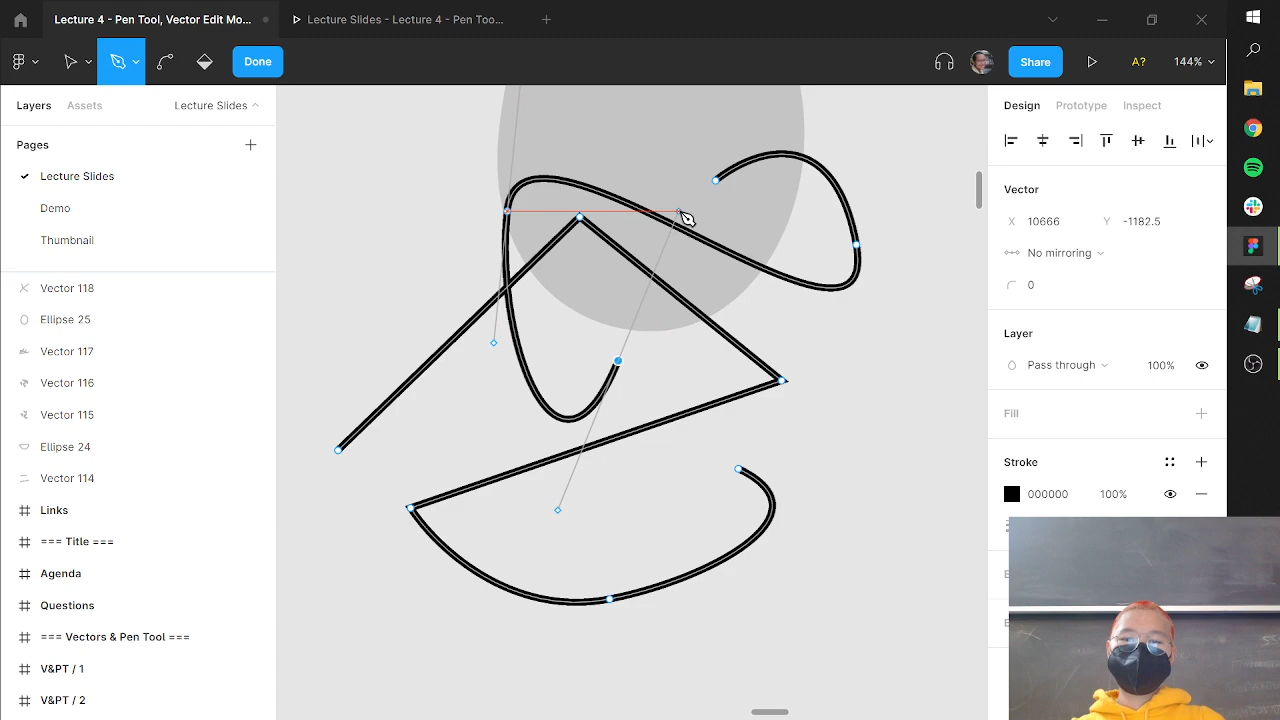 Lecture 4 - Pen Tool, Vector Edit Mo...
Lecture Slides - Lecture 4 - Pen Too...
Done
Share
A?
144%
Layers
Assets
Lecture Slides
Pages
Lecture Slides
Demo
Thumbnail
Vector 118
Ellipse 25
Vector 117
Vector 116
Vector 115
Ellipse 24
Vector 114
Links
=== Title ===
Agenda
Questions
=== Vectors & Pen Tool ===
V&PT / 1
V&PT / 2
Design
Prototype
Inspect
Vector
X 10666 Y -1182.5
No mirroring
0
Layer
Pass through 100%
Fill
Stroke
000000 100%